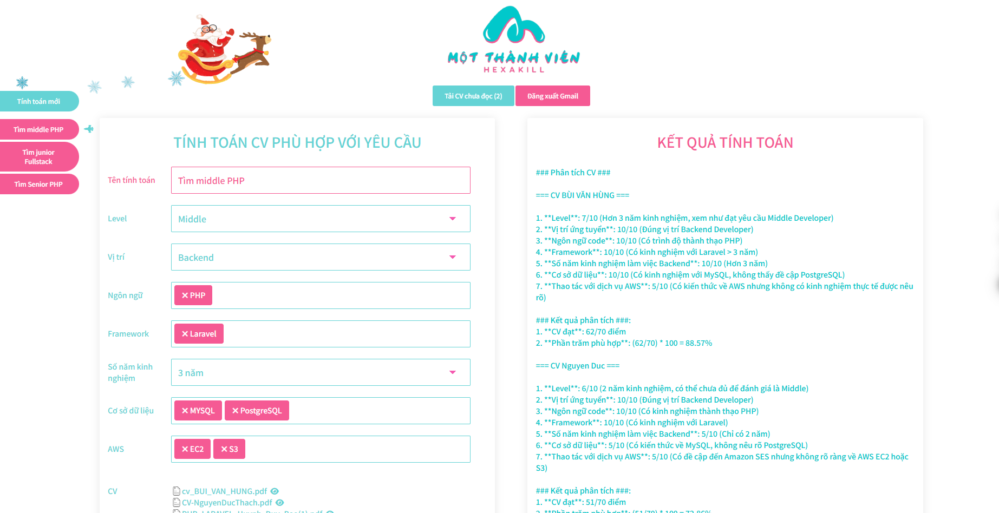 MỘT THÀNH VIÊN
HEXAKILL
Tải CV chưa đọc (2)
Đăng xuất Gmail
Tính toán mới
Tìm middle PHP
Tìm junior
Fullstack
Tìm Senior PHP
TÍNH TOÁN CV PHÙ HỢP VỚI YÊU CẦU
Tên tính toán
Tìm middle PHP
Level
Middle
Vị trí
Backend
Ngôn ngữ
× PHP
Framework
× Laravel
Số năm kinh
nghiệm
3 năm
Cơ sở dữ liệu
× MYSQL × PostgreSQL
AWS
× EC2 × S3
CV
cv_BUI_VAN_HUNG.pdf
CV-NguyenDucThach.pdf
KẾT QUẢ TÍNH TOÁN
### Phân tích CV ###
=== CV BÙI VĂN HÙNG ===
1. **Level**: 7/10 (Hơn 3 năm kinh nghiệm, xem như đạt yêu cầu Middle Developer)
2. **Vị trí ứng tuyển**: 10/10 (Đúng vị trí Backend Developer)
3. **Ngôn ngữ code**: 10/10 (Có trình độ thành thạo PHP)
4. **Framework**: 10/10 (Có kinh nghiệm với Laravel > 3 năm)
5. **Số năm kinh nghiệm làm việc Backend**: 10/10 (Hơn 3 năm)
6. **Cơ sở dữ liệu**: 10/10 (Có kinh nghiệm với MySQL, không thấy đề cập PostgreSQL)
7. **Thao tác với dịch vụ AWS**: 5/10 (Có kiến thức về AWS nhưng không có kinh nghiệm thực tế được nêu
rõ)
### Kết quả phân tích ###:
1. **CV đạt**: 62/70 điểm
2. **Phần trăm phù hợp**: (62/70) * 100 = 88.57%
=== CV Nguyen Duc ===
1. **Level**: 6/10 (2 năm kinh nghiệm, có thể chưa đủ để đánh giá là Middle)
2. **Vị trí ứng tuyển**: 10/10 (Đúng vị trí Backend Developer)
3. **Ngôn ngữ code**: 10/10 (Có kinh nghiệm thành thạo PHP)
4. **Framework**: 10/10 (Có kinh nghiệm với Laravel)
5. **Số năm kinh nghiệm làm việc Backend**: 5/10 (Chỉ có 2 năm)
6. **Cơ sở dữ liệu**: 5/10 (Có kiến thức về MySQL, không nêu rõ PostgreSQL)
7. **Thao tác với dịch vụ AWS**: 5/10 (Có đề cập đến Amazon SES nhưng không rõ ràng về AWS EC2 hoặc
S3)
### Kết quả phân tích ###:
1. **CV đạt**: 51/70 điểm
2. **Phần trăm phù hợp**: (51/70) * 100 = 72.86%